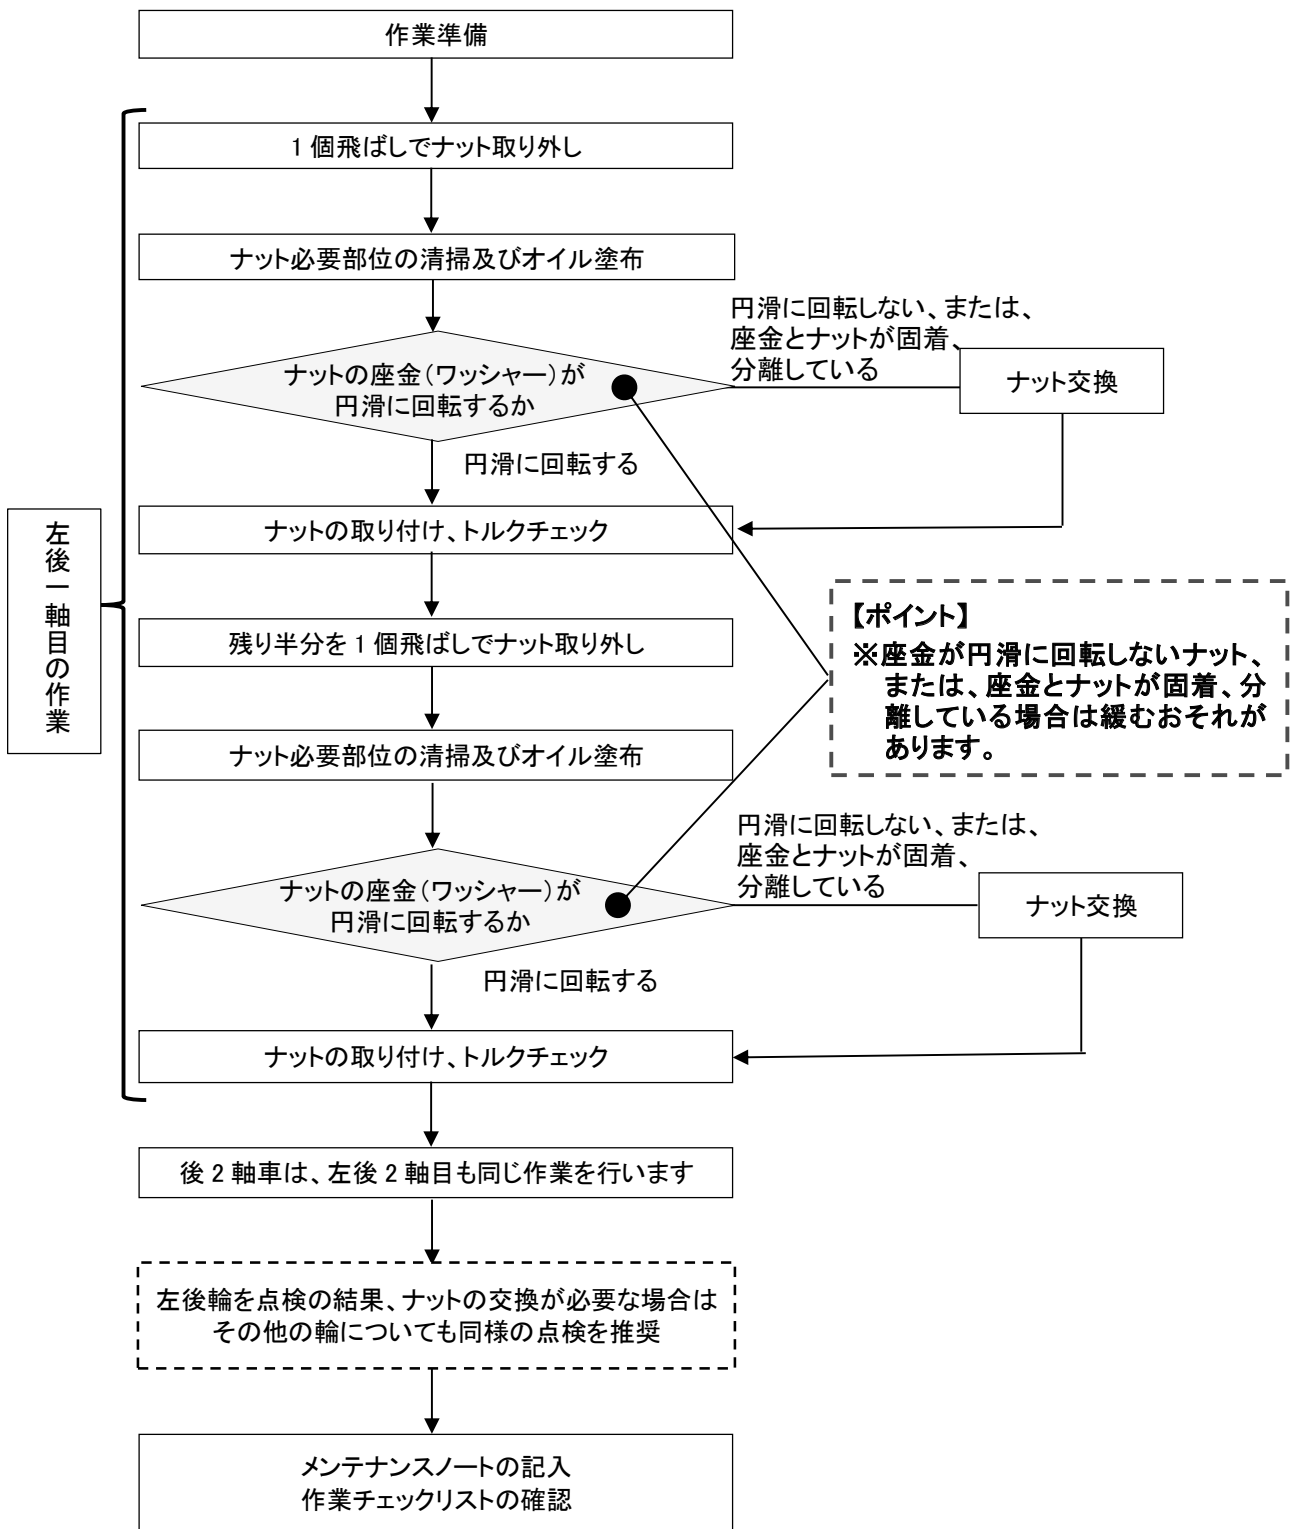 作業準備
1個飛ばしでナット取り外し
ナット必要部位の清掃及びオイル塗布
円滑に回転しない、または、
座金とナットが固着、
分離している
ナットの座金(ワッシャー)が
円滑に回転するか
ナット交換
円滑に回転する
ナットの取り付け、トルクチェック
左後一軸目の作業
残り半分を1個飛ばしでナット取り外し
【ポイント】
※座金が円滑に回転しないナット、
または、座金とナットが固着、分
離している場合は緩むおそれが
あります。
ナット必要部位の清掃及びオイル塗布
円滑に回転しない、または、
座金とナットが固着、
分離している
ナットの座金(ワッシャー)が
円滑に回転するか
ナット交換
円滑に回転する
ナットの取り付け、トルクチェック
後2軸車は、左後2軸目も同じ作業を行います
左後輪を点検の結果、ナットの交換が必要な場合は
その他の輪についても同様の点検を推奨
メンテナンスノートの記入
作業チェックリストの確認